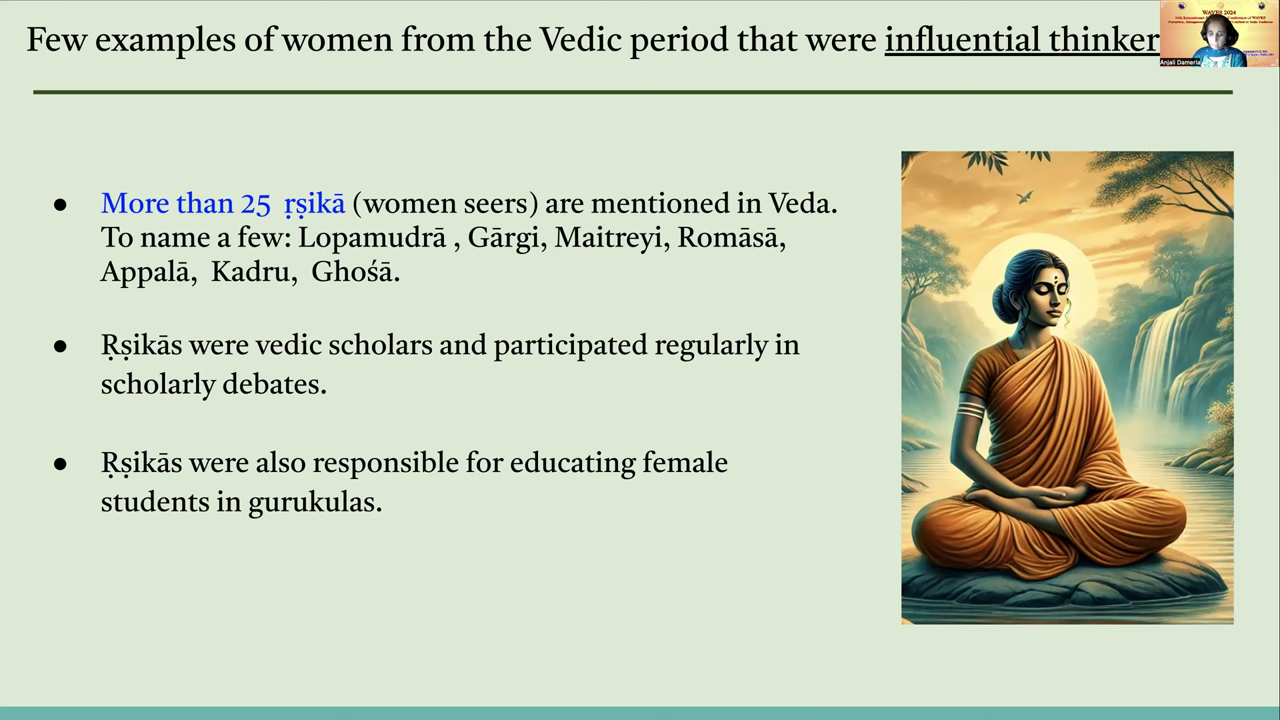 Few examples of women from the Vedic period that were influential thinker
● More than 25 ṛṣikā (women seers) are mentioned in Veda.
To name a few: Lopamudrā , Gārgi, Maitreyi, Romāsā,
Appalā, Kadru, Ghośā.
● Ṛṣikās were vedic scholars and participated regularly in
scholarly debates.
● Ṛṣikās were also responsible for educating female
students in gurukulas.
WAVES 2024
Anjali Dameria